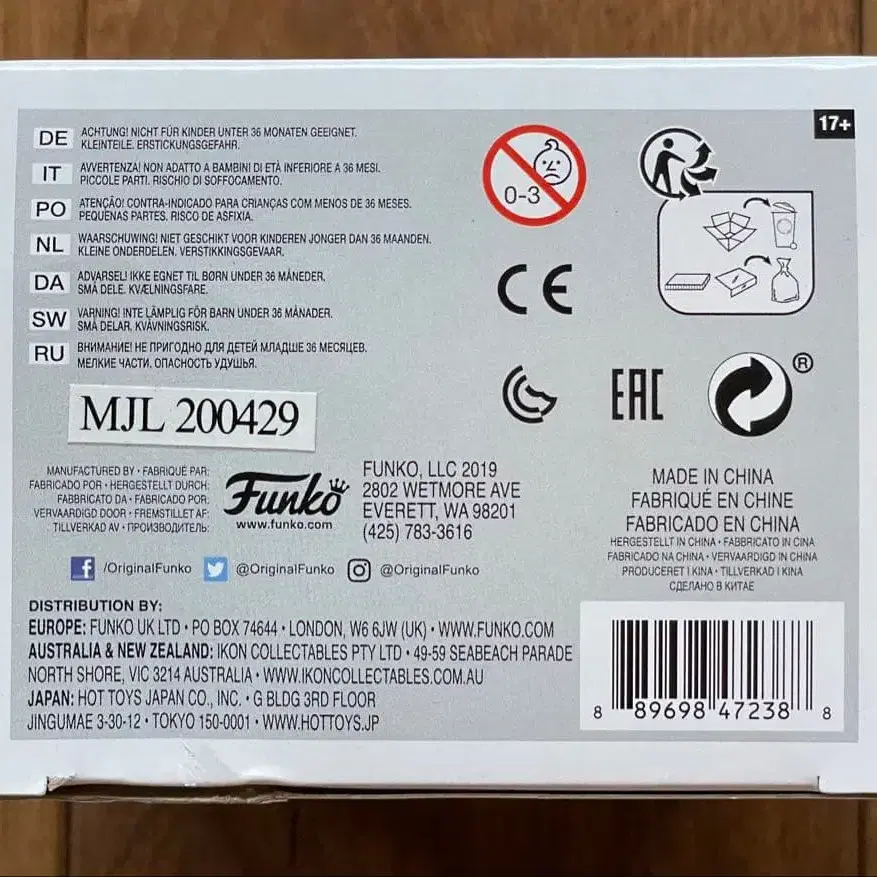 17+
DE ACHTUNG! NICHT FÜR KINDER UNTER 36 MONATEN GEEIGNET.
KLEINTEILE. ERSTICKUNGSGEFAHR.
IT AVVERTENZA! NON ADATTO A BAMBINI DI ETÀ INFERIORE A 36 MESI.
PICCOLE PARTI. RISCHIO DI SOFFOCAMENTO.
PO ATENÇÃO! CONTRA-INDICADO PARA CRIANÇAS COM MENOS DE 36 MESES.
PEQUENAS PARTES. RISCO DE ASFIXIA.
NL WAARSCHUWING! NIET GESCHIKT VOOR KINDEREN JONGER DAN 36 MAANDEN.
KLEINE ONDERDELEN. VERSTIKKINGSGEVAAR.
DA ADVARSEL! IKKE EGNET TIL BØRN UNDER 36 MÅNEDER.
SMÅ DELE. KVÆLNINGSFARE.
SW VARNING! INTE LÄMPLIG FÖR BARN UNDER 36 MÅNADER.
SMÅ DELAR. KVÄVNINGSRISK.
RU ВНИМАНИЕ! НЕ ПРИГОДНО ДЛЯ ДЕТЕЙ МЛАДШЕ 36 МЕСЯЦЕВ.
МЕЛКИЕ ЧАСТИ. ОПАСНОСТЬ УДУШЬЯ.
0-3
CE
EAC
®
MJL 200429
MANUFACTURED BY • FABRIQUÉ PAR:
FABRICADO POR • HERGESTELLT DURCH:
FABBRICATO DA • FABRICADO POR:
VERVAARDIGD DOOR • FREMSTILLET AF:
TILLVERKAD AV • ПРОИЗВОДИТЕЛЬ:
Funko
www.funko.com
FUNKO, LLC 2019
2802 WETMORE AVE
EVERETT, WA 98201
(425) 783-3616
MADE IN CHINA
FABRIQUÉ EN CHINE
FABRICADO EN CHINA
HERGESTELLT IN CHINA • FABBRICATO IN CINA
FABRICADO NA CHINA • VERVAARDIGD IN CHINA
PRODUCERET I KINA • TILLVERKAD I KINA
СДЕЛАНО В КИТАЕ
f /OriginalFunko @OriginalFunko @OriginalFunko
DISTRIBUTION BY:
EUROPE: FUNKO UK LTD • PO BOX 74644 • LONDON, W6 6JW (UK) • WWW.FUNKO.COM
AUSTRALIA & NEW ZEALAND: IKON COLLECTABLES PTY LTD • 49-59 SEABEACH PARADE
NORTH SHORE, VIC 3214 AUSTRALIA • WWW.IKONCOLLECTABLES.COM.AU
JAPAN: HOT TOYS JAPAN CO., INC. • G BLDG 3RD FLOOR
JINGUMAE 3-30-12 • TOKYO 150-0001 • WWW.HOTTOYS.JP
8 89698 47238 8